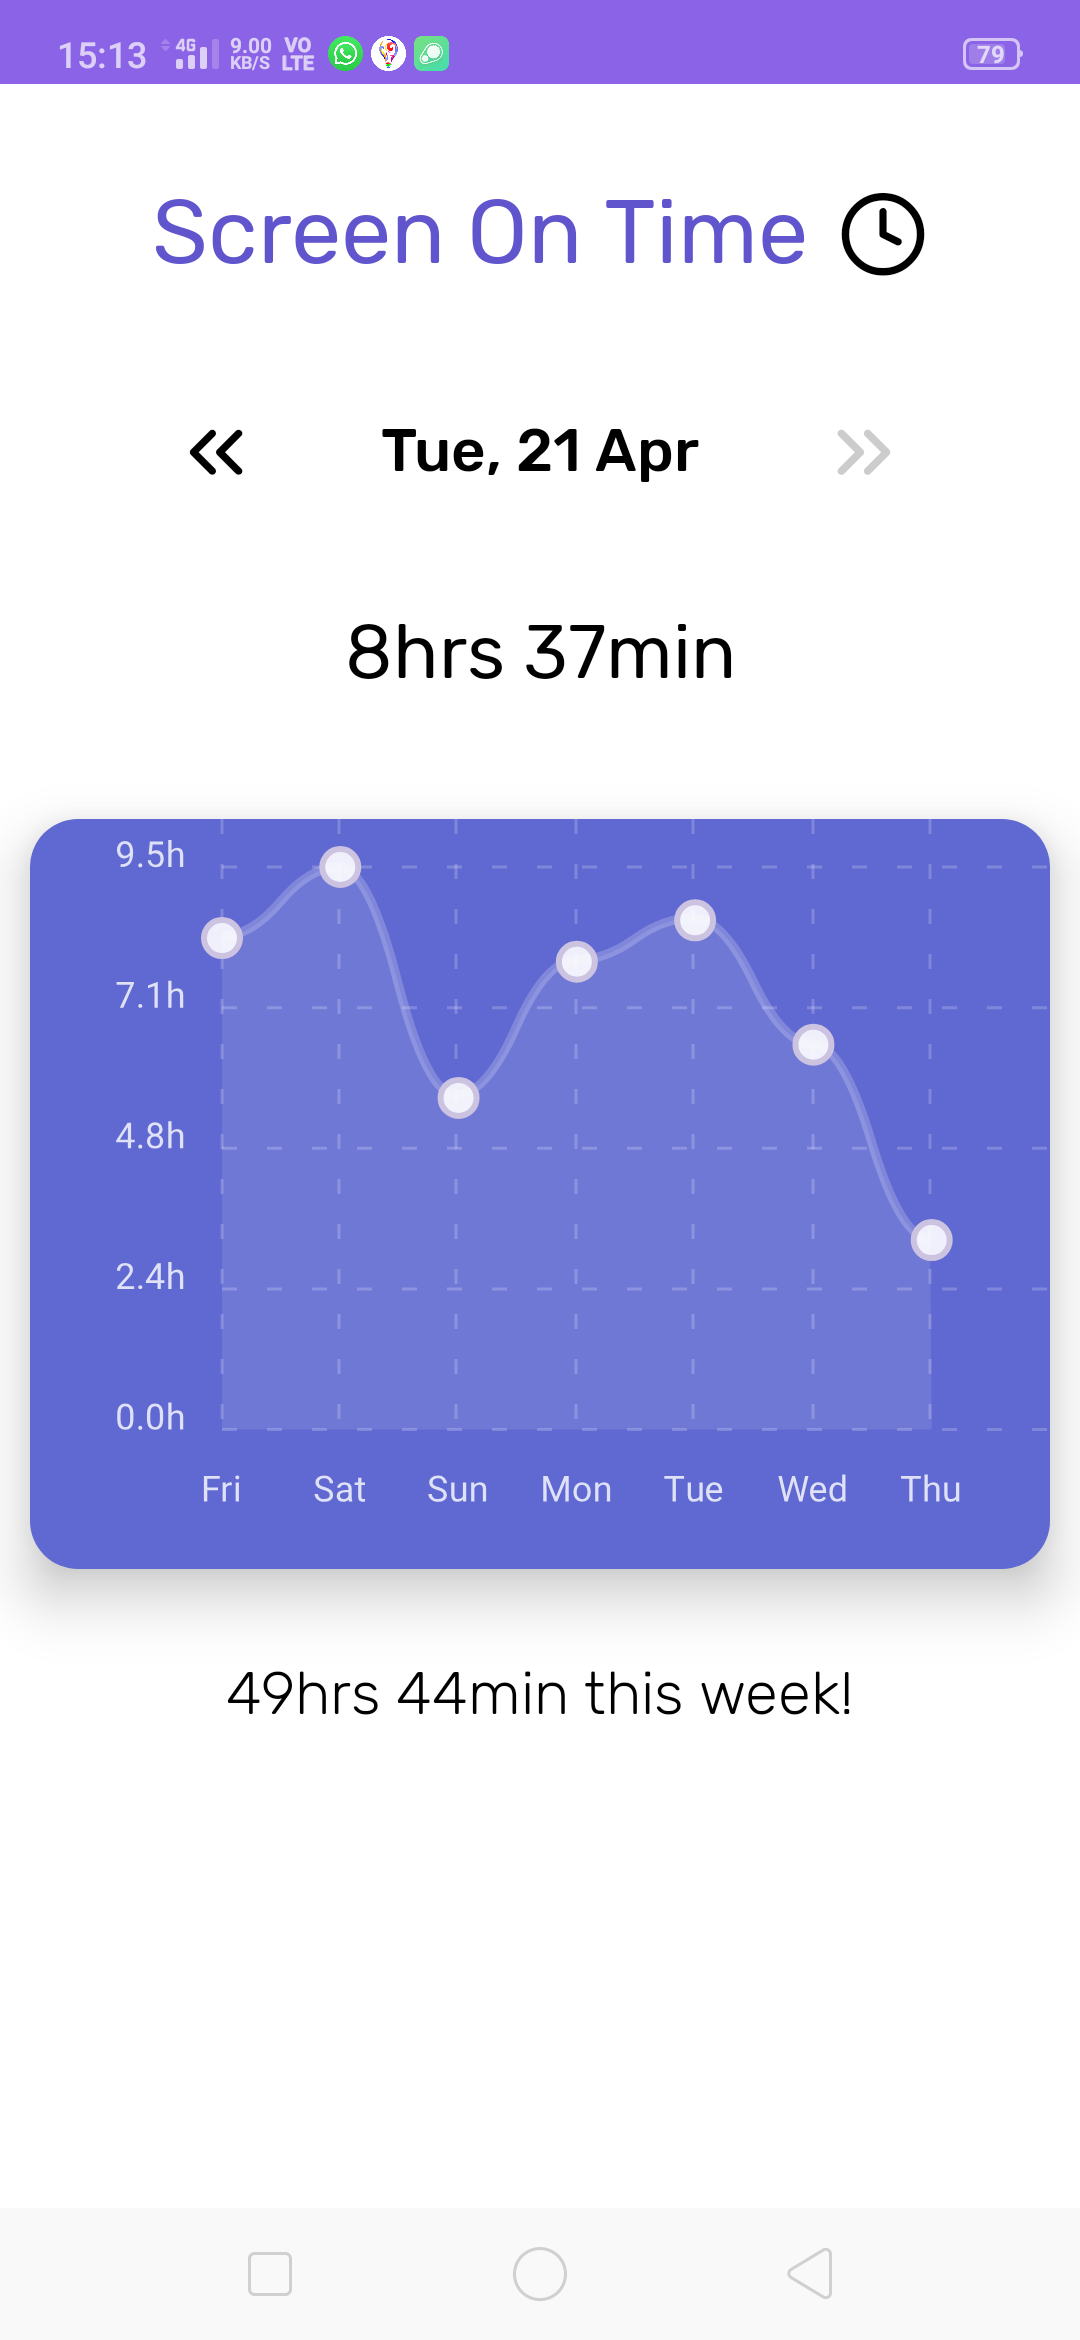 15:13 4G 9.00 KB/S VO LTE 79
Screen On Time
Tue, 21 Apr
8hrs 37min
9.5h
7.1h
4.8h
2.4h
0.0h
Fri Sat Sun Mon Tue Wed Thu
49hrs 44min this week!